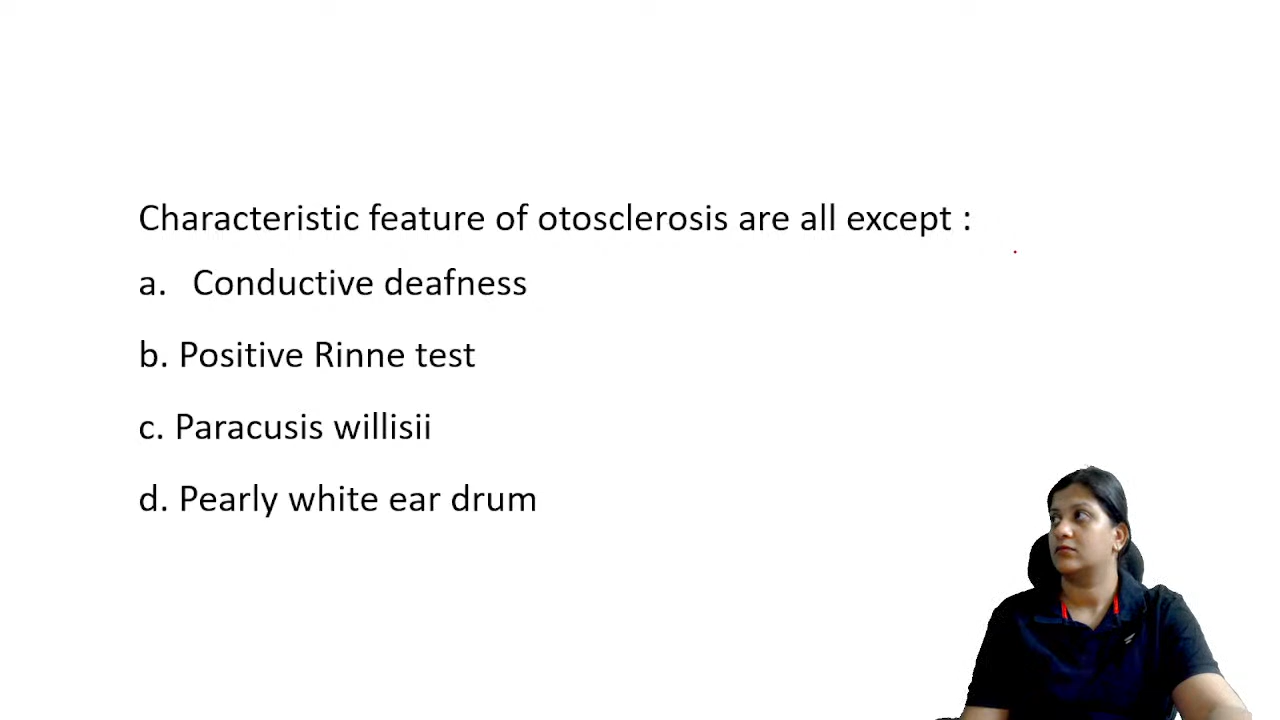 Characteristic feature of otosclerosis are all except :
a. Conductive deafness
b. Positive Rinne test
c. Paracusis willisii
d. Pearly white ear drum